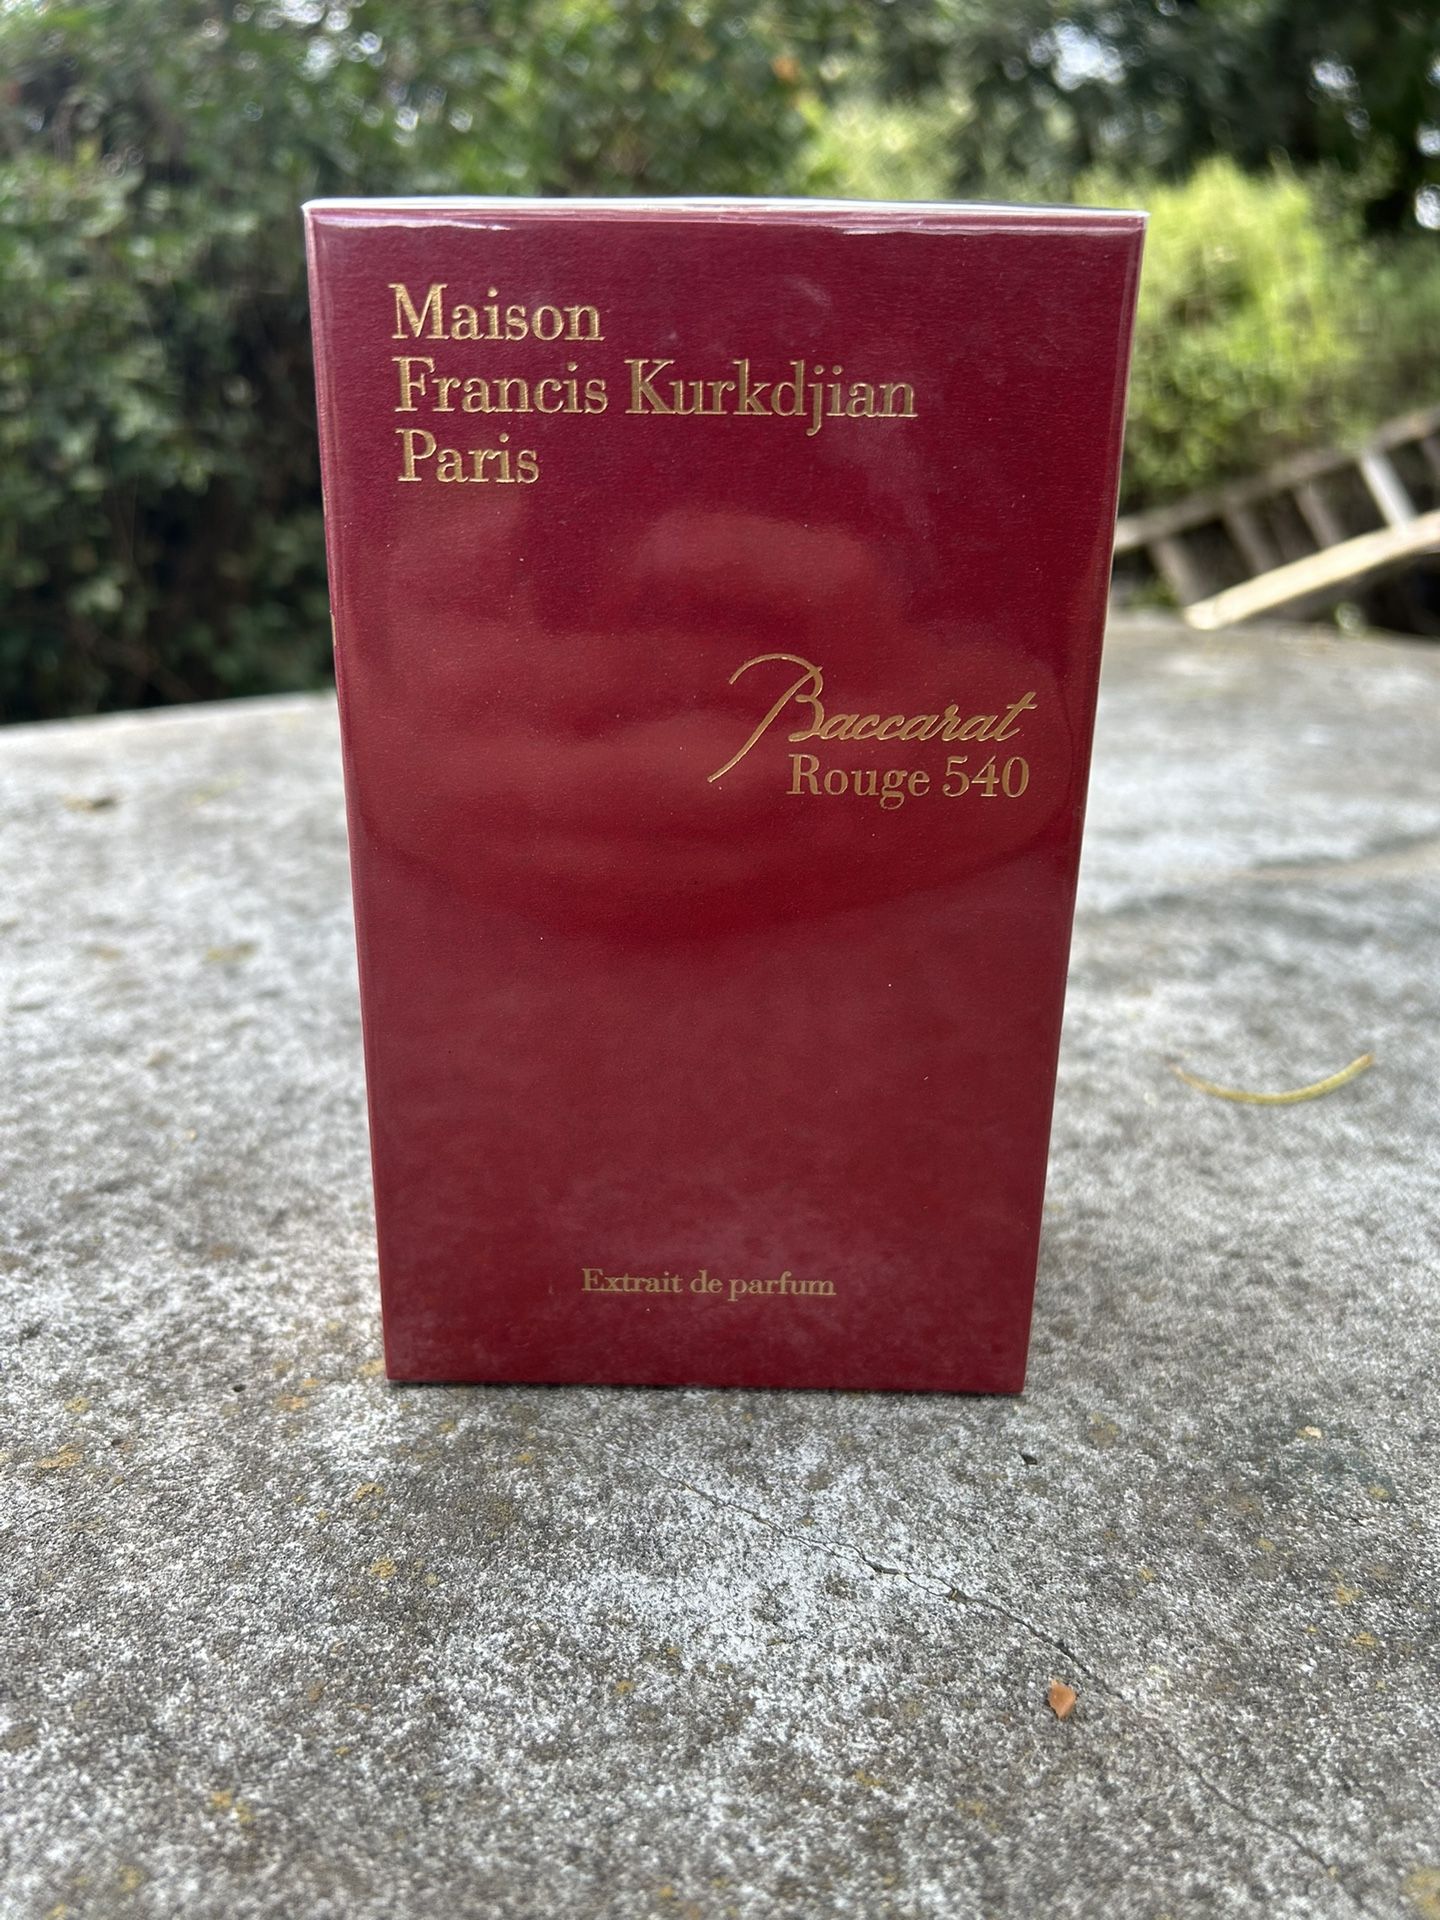 Maison
Francis Kurkdjian
Paris
Baccarat
Rouge 540
Extrait de parfum